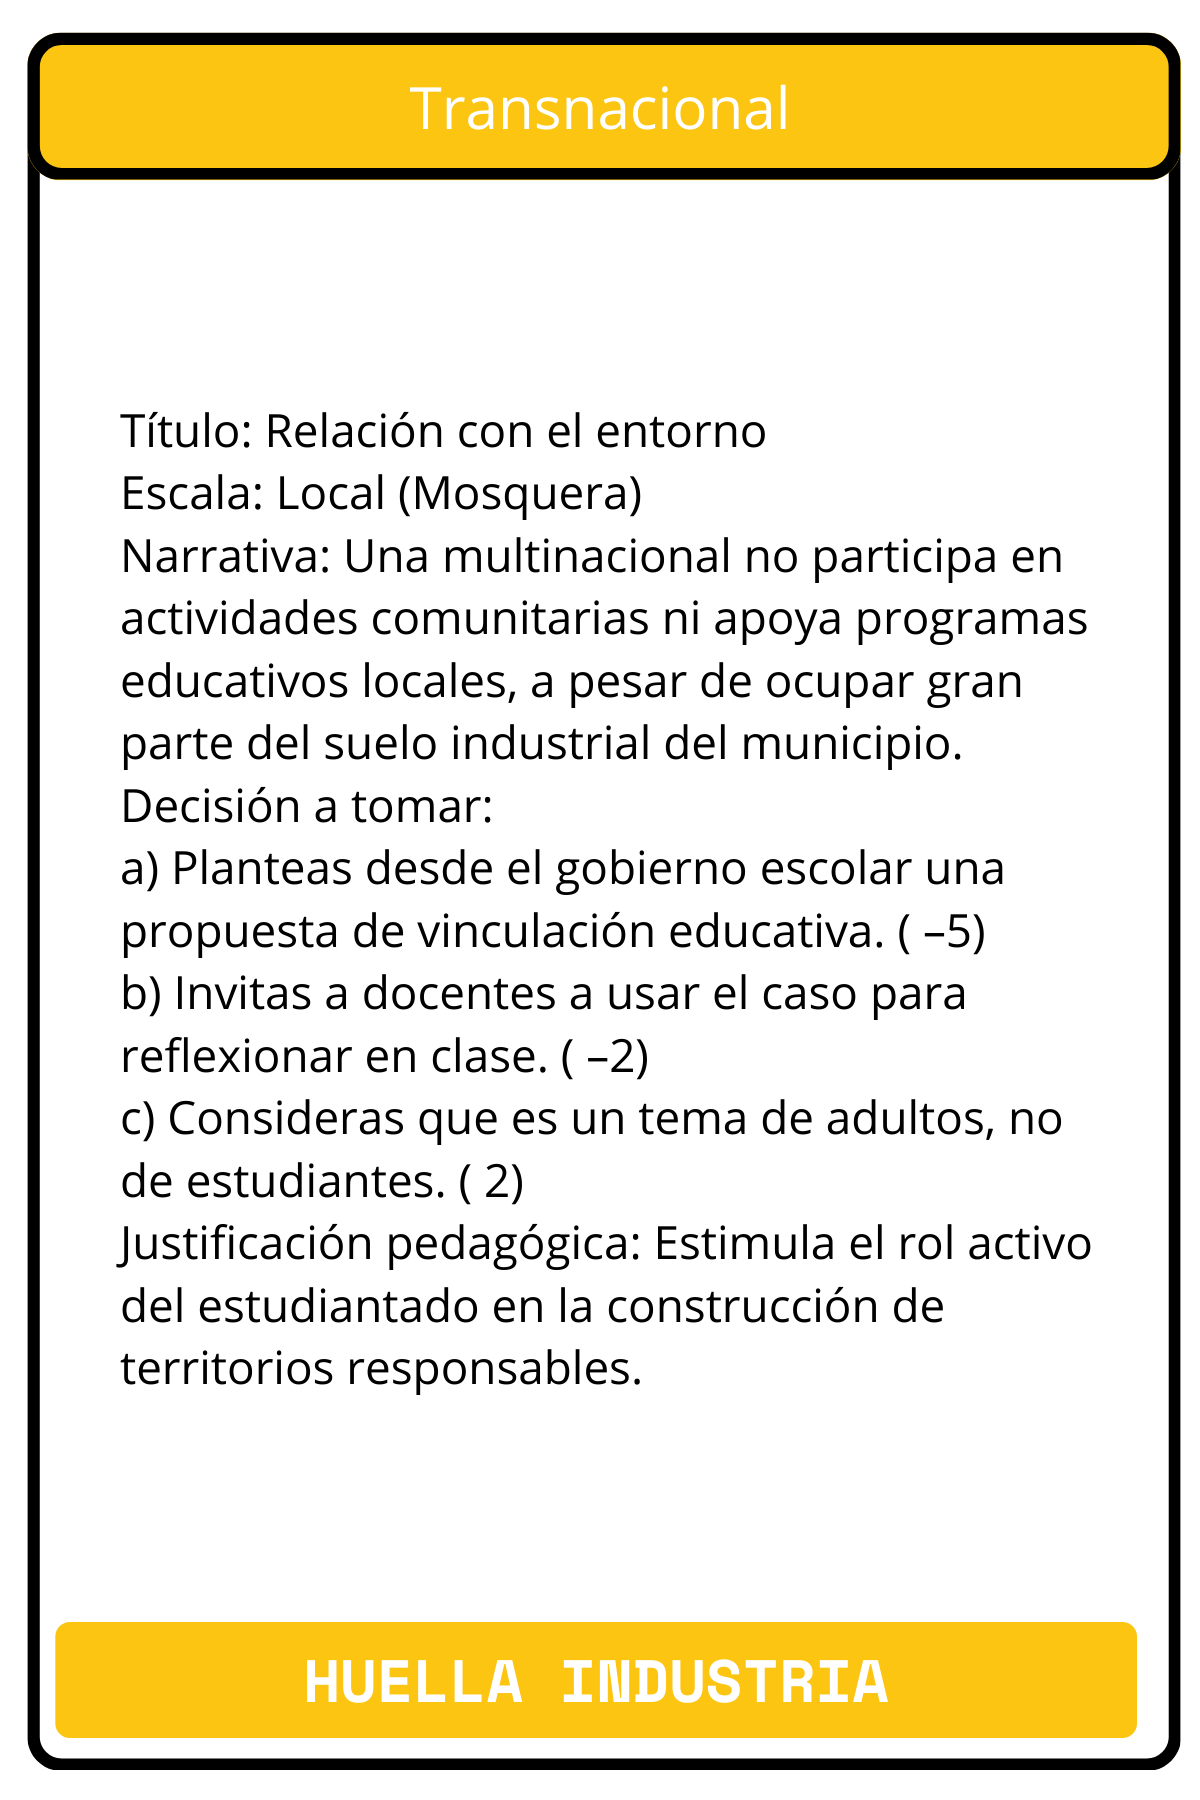 Transnacional
Título: Relación con el entorno
Escala: Local (Mosquera)
Narrativa: Una multinacional no participa en
actividades comunitarias ni apoya programas
educativos locales, a pesar de ocupar gran
parte del suelo industrial del municipio.
Decisión a tomar:
a) Planteas desde el gobierno escolar una
propuesta de vinculación educativa. ( –5)
b) Invitas a docentes a usar el caso para
reflexionar en clase. ( –2)
c) Consideras que es un tema de adultos, no
de estudiantes. ( 2)
Justificación pedagógica: Estimula el rol activo
del estudiantado en la construcción de
territorios responsables.
HUELLA INDUSTRIA